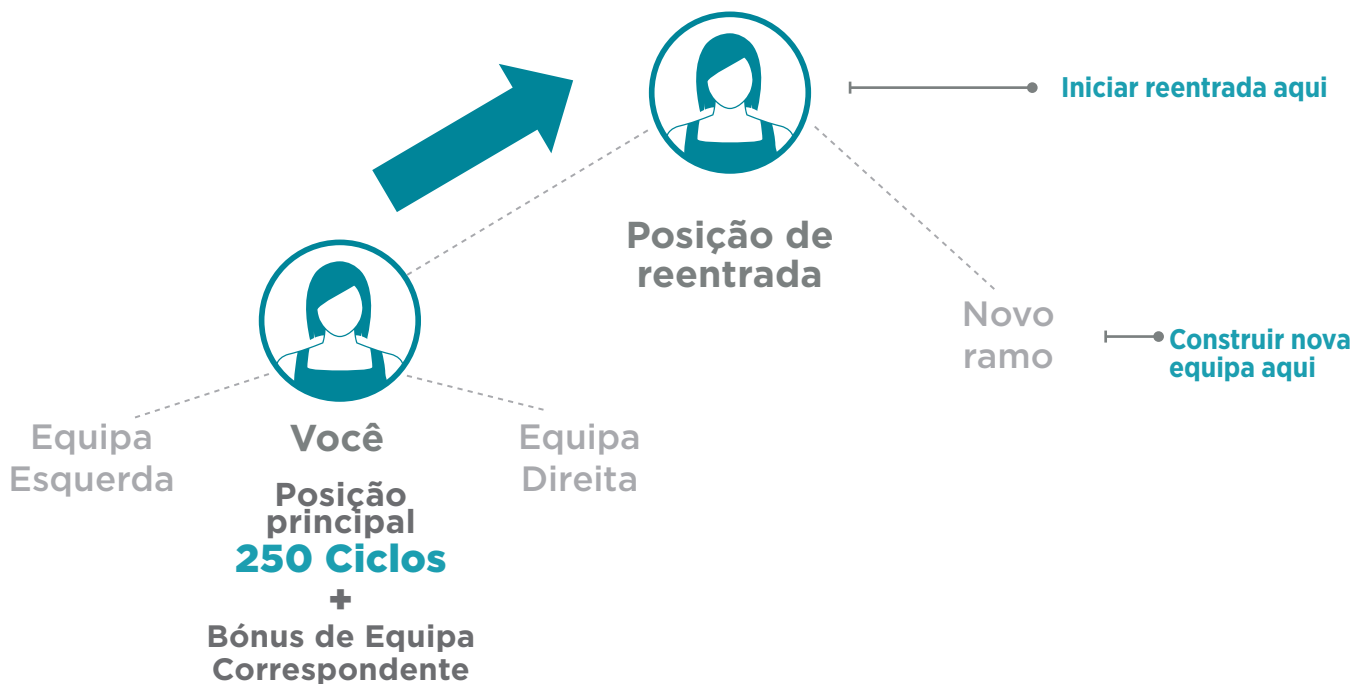 Iniciar reentrada aqui
Posição de
reentrada
Novo
ramo
Construir nova
equipa aqui
Equipa
Esquerda
Você
Equipa
Direita
Posição
principal
250 Ciclos
+
Bónus de Equipa
Correspondente